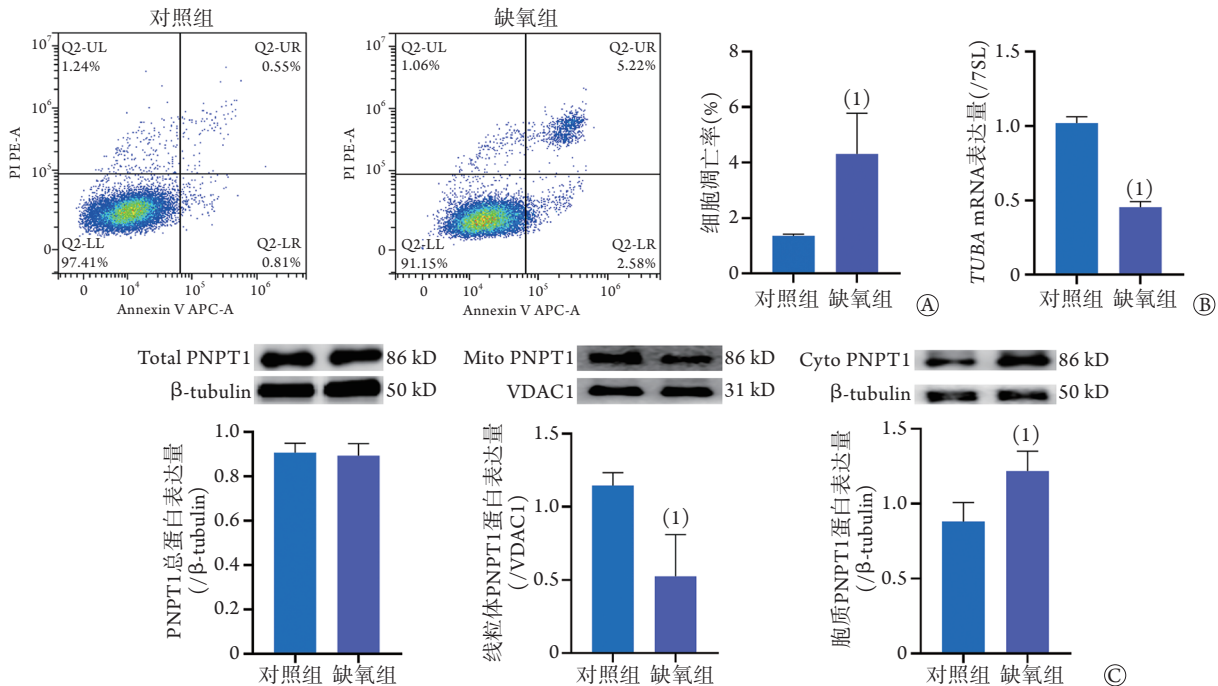 对照组
10⁷
Q2-UL
1.24%
Q2-UR
0.55%
10⁶
10⁵
0
Q2-LL
97.41%
Q2-LR
0.81%
PI PE-A
0
10⁴
10⁵
10⁶
Annexin V APC-A
缺氧组
10⁷
Q2-UL
1.06%
Q2-UR
5.22%
10⁶
10⁵
0
Q2-LL
91.15%
Q2-LR
2.58%
PI PE-A
0
10⁴
10⁵
10⁶
Annexin V APC-A
细胞凋亡率(%)
8
6
4
2
0
(1)
对照组
缺氧组
Ⓐ
TUBA mRNA表达量(/7SL)
1.5
1.0
0.5
0
(1)
对照组
缺氧组
Ⓑ
Total PNPT1
86 kD
β-tubulin
50 kD
Mito PNPT1
86 kD
VDAC1
31 kD
Cyto PNPT1
86 kD
β-tubulin
50 kD
PNPT1总蛋白表达量
(/β-tubulin)
1.0
0.8
0.6
0.4
0.2
0
对照组
缺氧组
线粒体PNPT1蛋白表达量
(/VDAC1)
1.5
1.0
0.5
0
(1)
对照组
缺氧组
胞质PNPT1蛋白表达量
(/β-tubulin)
1.5
1.0
0.5
0
(1)
对照组
缺氧组
Ⓒ